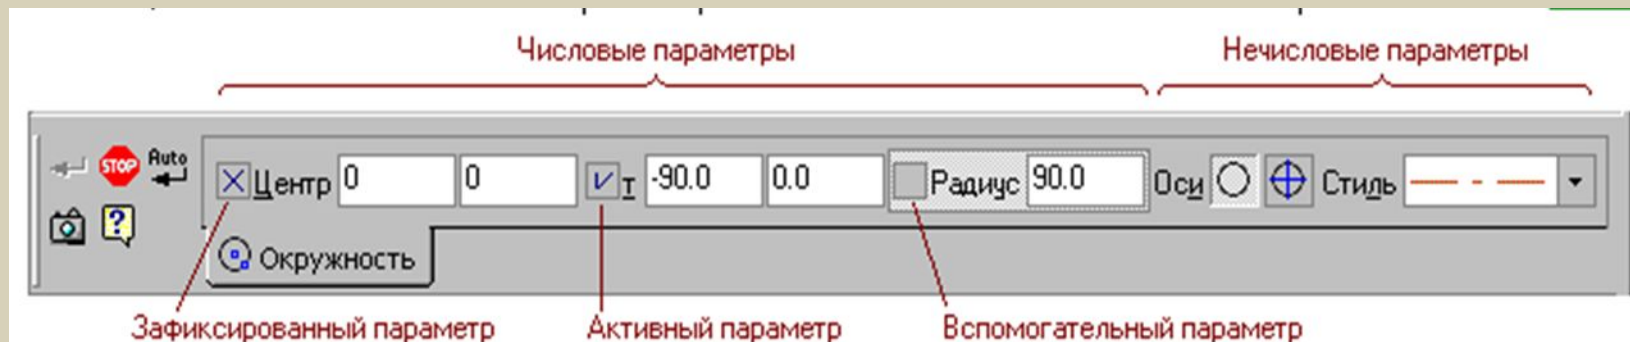 Числовые параметры Нечисловые параметры
STOP Auto Центр 0 0 т -90.0 0.0 Радиус 90.0 Оси Стиль
?
Окружность
Зафиксированный параметр Активный параметр Вспомогательный параметр